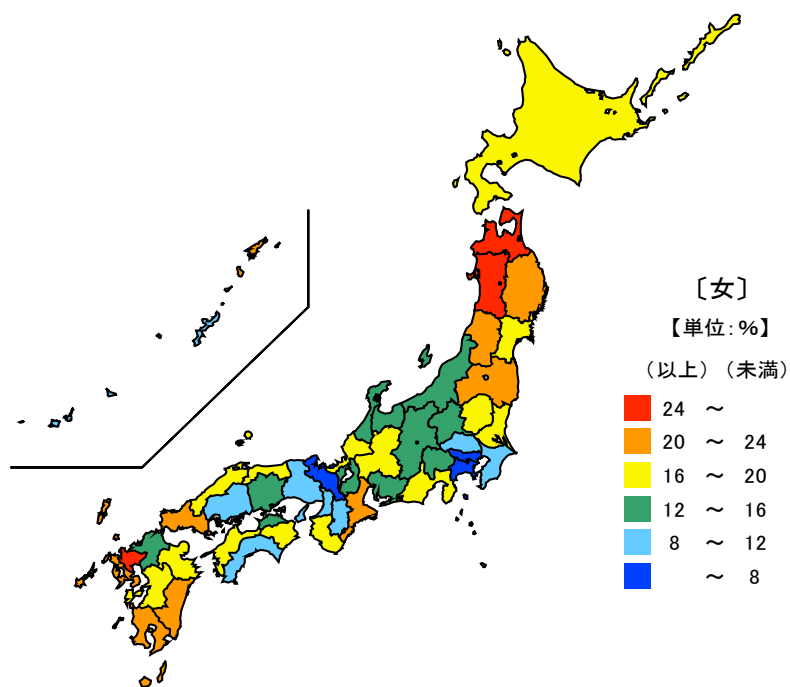 〔女〕
【単位:%】
（以上）（未満）
24 ～
20 ～ 24
16 ～ 20
12 ～ 16
8 ～ 12
～ 8